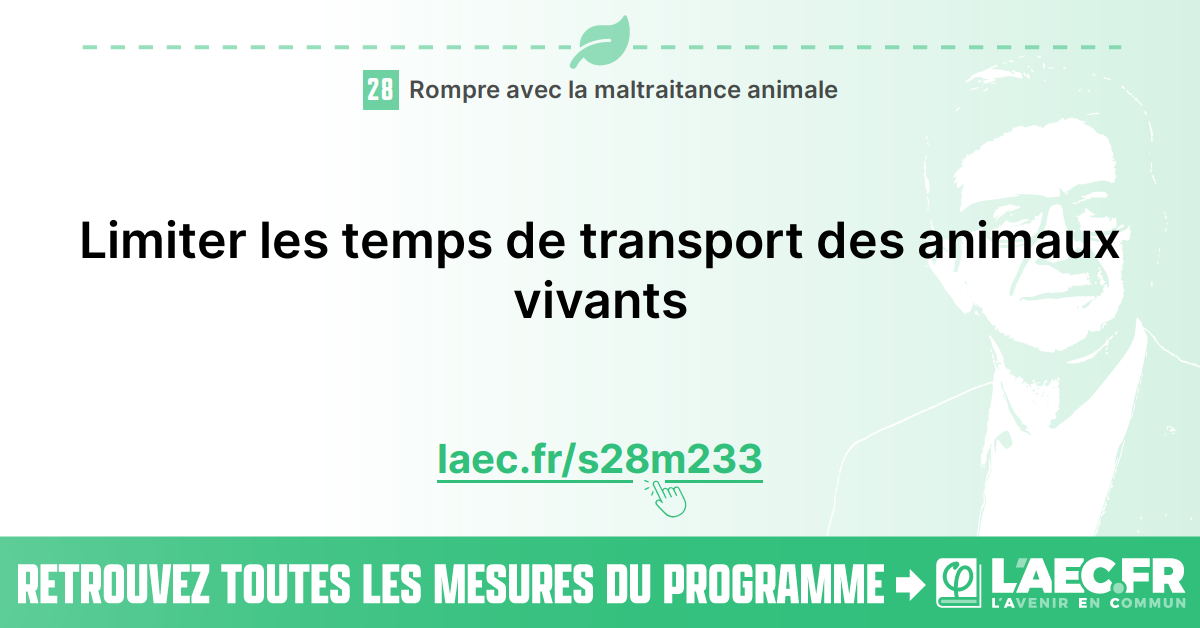 28 Rompre avec la maltraitance animale
Limiter les temps de transport des animaux
vivants
laec.fr/s28m233
RETROUVEZ TOUTES LES MESURES DU PROGRAMME
L'AEC.FR
L'AVENIR EN COMMUN